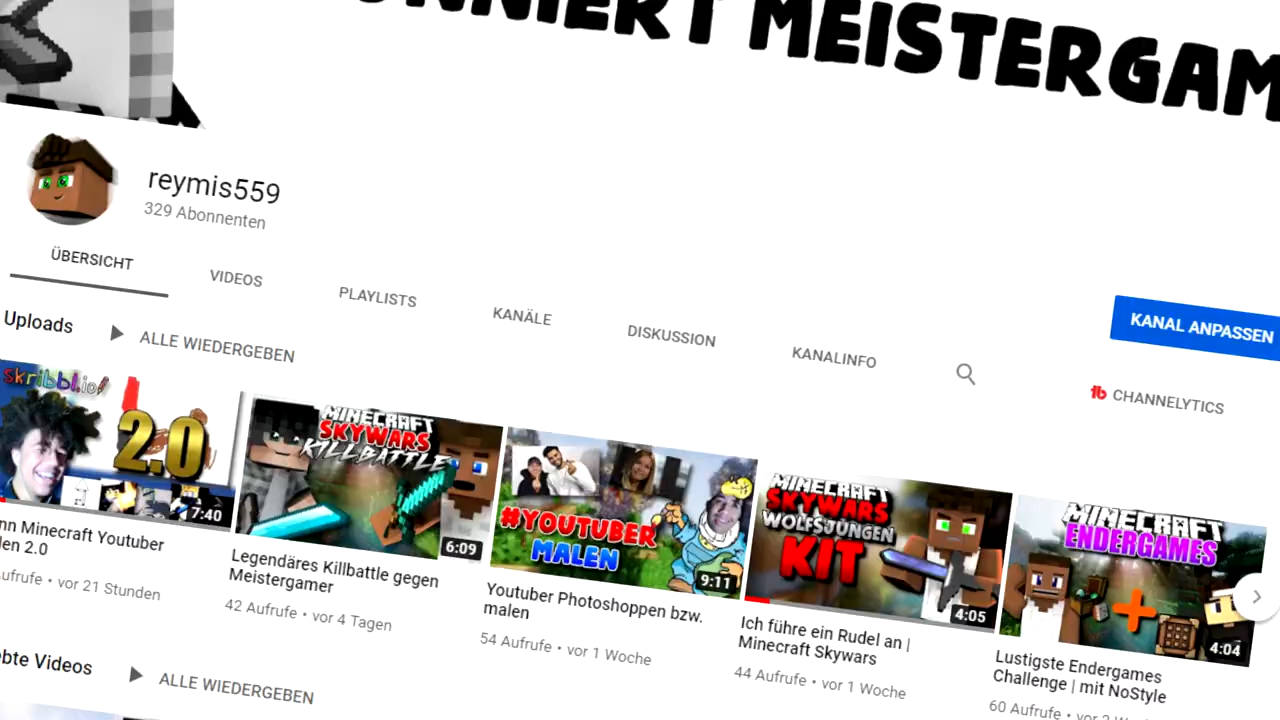 MEISTERGAM
reymis559
329 Abonnenten
ÜBERSICHT
VIDEOS
PLAYLISTS
KANÄLE
DISKUSSION
KANALINFO
KANAL ANPASSEN
CHANNELYTICS
Uploads
ALLE WIEDERGEBEN
skribbl.io
2.0
7:40
nn Minecraft Youtuber
len 2.0
ufrufe • vor 21 Stunden
MINECRAFT
SKYWARS
KILLBATTLE
6:09
Legendäres Killbattle gegen
Meistergamer
42 Aufrufe • vor 4 Tagen
#YOUTUBER
MALEN
9:11
Youtuber Photoshoppen bzw.
malen
54 Aufrufe • vor 1 Woche
MINECRAFT
SKYWARS
WOLFSJUNGEN
KIT
4:05
Ich führe ein Rudel an |
Minecraft Skywars
44 Aufrufe • vor 1 Woche
MINECRAFT
ENDERGAMES
+
4:04
Lustigste Endergames
Challenge | mit NoStyle
60 Aufrufe • vor
ebte Videos
ALLE WIEDERGEBEN